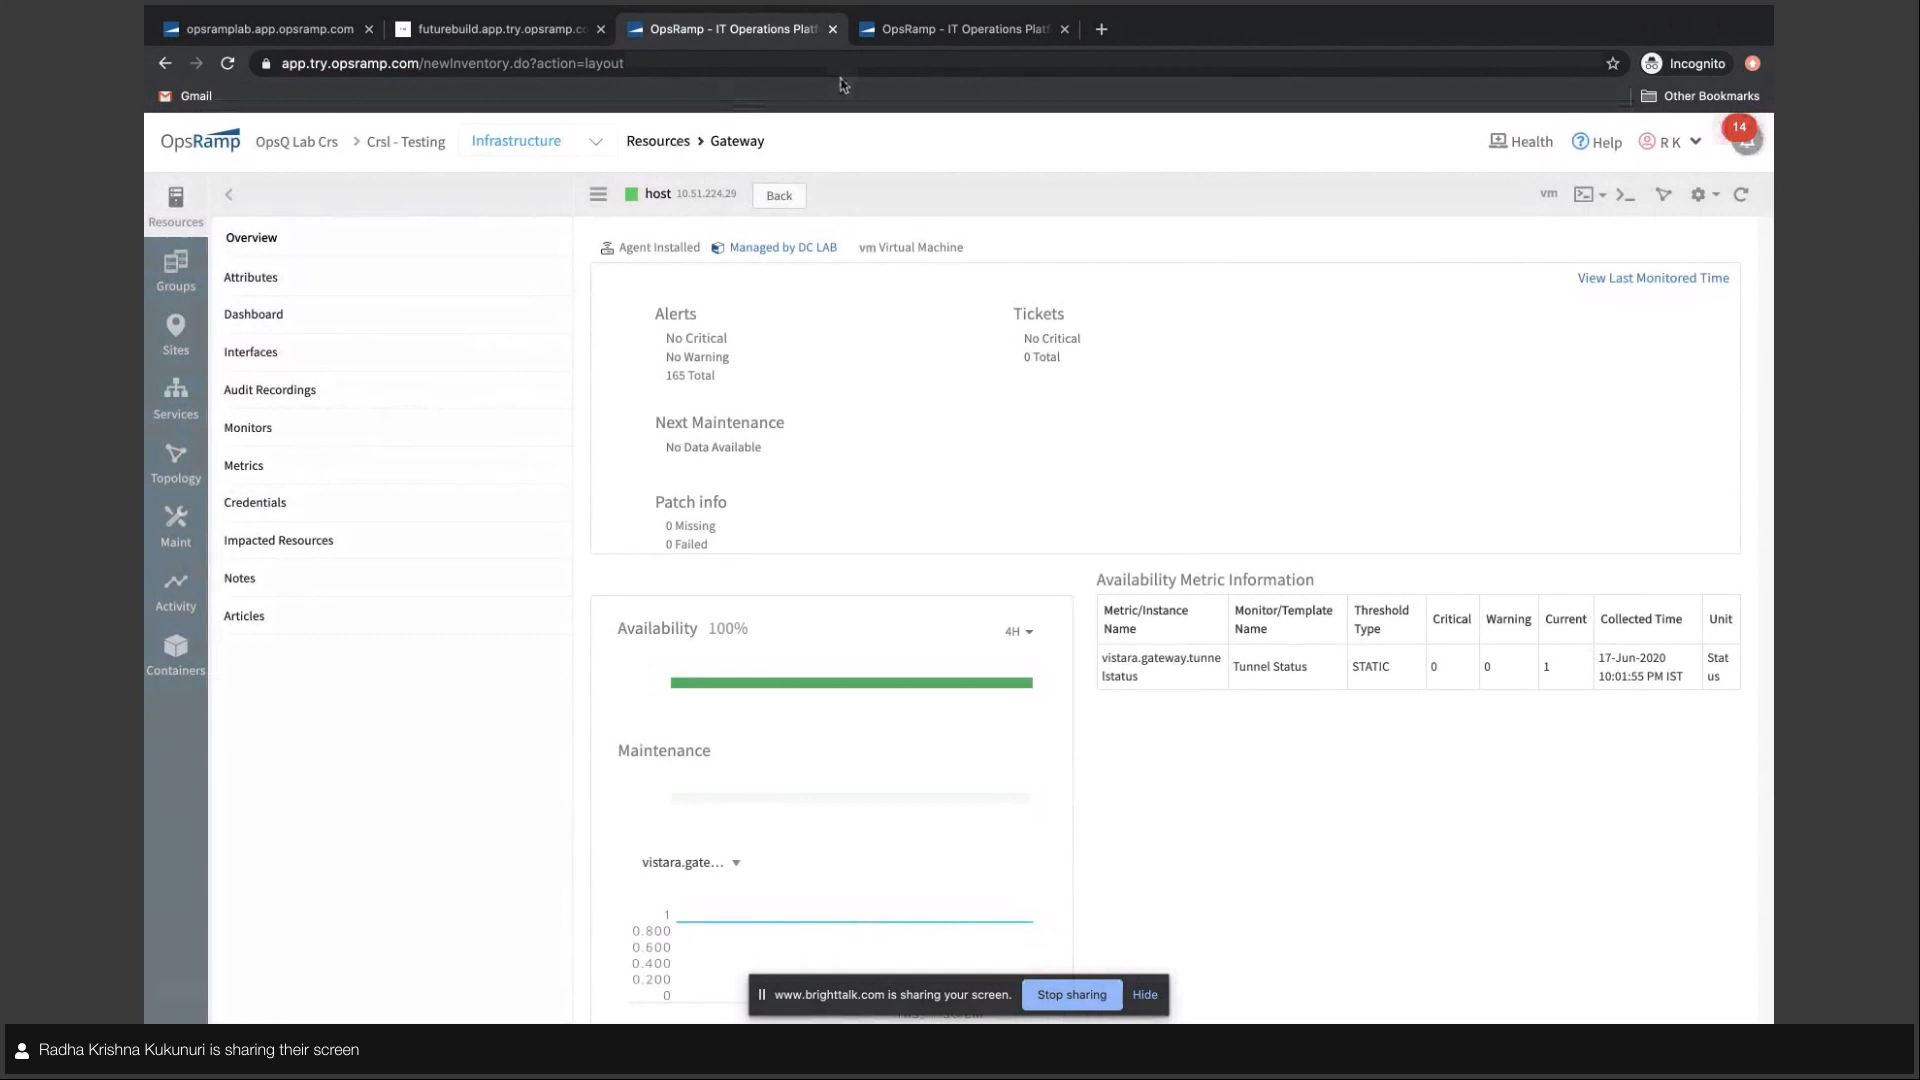 opsramplab.app.opsramp.com
futurebuild.app.try.opsramp.c
OpsRamp - IT Operations Platf
OpsRamp - IT Operations Platf
app.try.opsramp.com/newInventory.do?action=layout
Incognito
Gmail
Other Bookmarks
OpsRamp
OpsQ Lab Crs > Crsl - Testing
Infrastructure
Resources > Gateway
Health
Help
R K
14
Resources
Groups
Sites
Services
Topology
Maint
Activity
Containers
Overview
Attributes
Dashboard
Interfaces
Audit Recordings
Monitors
Metrics
Credentials
Impacted Resources
Notes
Articles
host 10.51.224.29
Back
vm
Agent Installed
Managed by DC LAB
vm Virtual Machine
View Last Monitored Time
Alerts
No Critical
No Warning
165 Total
Tickets
No Critical
0 Total
Next Maintenance
No Data Available
Patch info
0 Missing
0 Failed
Availability 100%
4H
Maintenance
vistara.gate...
1
0.800
0.600
0.400
0.200
0
Availability Metric Information
Metric/Instance Name
Monitor/Template Name
Threshold Type
Critical
Warning
Current
Collected Time
Unit
vistara.gateway.tunne
lstatus
Tunnel Status
STATIC
0
0
1
17-Jun-2020
10:01:55 PM IST
Stat
us
www.brighttalk.com is sharing your screen.
Stop sharing
Hide
Radha Krishna Kukunuri is sharing their screen